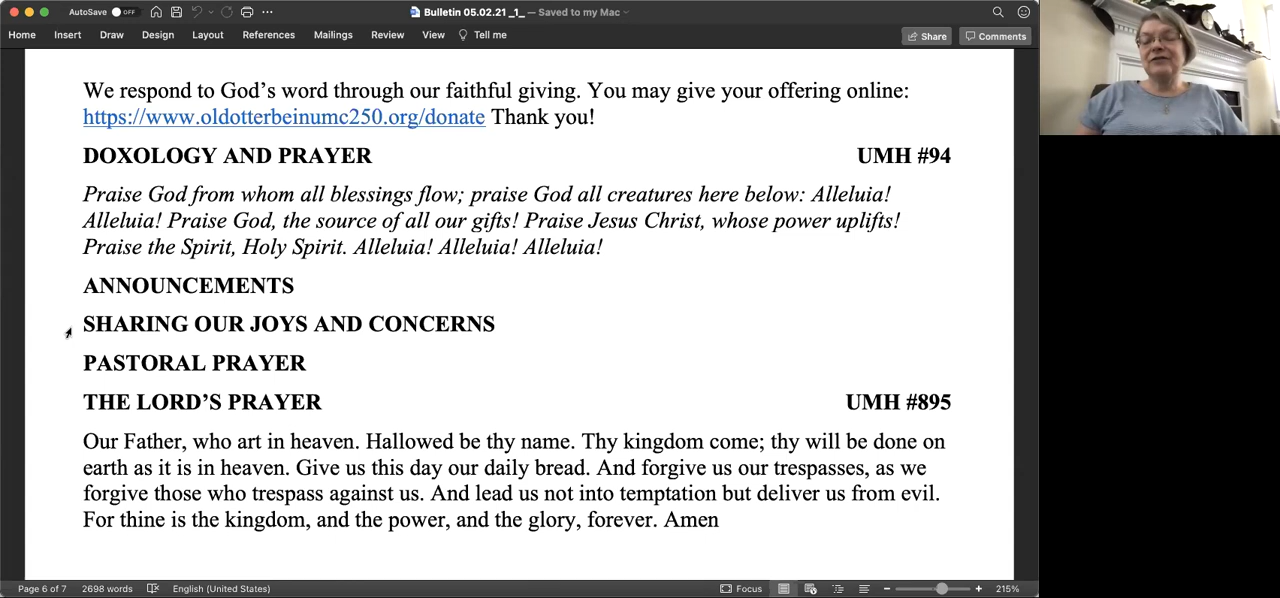 AutoSave OFF
Bulletin 05.02.21 _1_ — Saved to my Mac
Home Insert Draw Design Layout References Mailings Review View Tell me Share Comments
We respond to God’s word through our faithful giving. You may give your offering online:
https://www.oldotterbeinumc250.org/donate Thank you!
DOXOLOGY AND PRAYER UMH #94
Praise God from whom all blessings flow; praise God all creatures here below: Alleluia!
Alleluia! Praise God, the source of all our gifts! Praise Jesus Christ, whose power uplifts!
Praise the Spirit, Holy Spirit. Alleluia! Alleluia! Alleluia!
ANNOUNCEMENTS
SHARING OUR JOYS AND CONCERNS
PASTORAL PRAYER
THE LORD’S PRAYER UMH #895
Our Father, who art in heaven. Hallowed be thy name. Thy kingdom come; thy will be done on
earth as it is in heaven. Give us this day our daily bread. And forgive us our trespasses, as we
forgive those who trespass against us. And lead us not into temptation but deliver us from evil.
For thine is the kingdom, and the power, and the glory, forever. Amen
Page 6 of 7 2698 words English (United States) Focus 215%